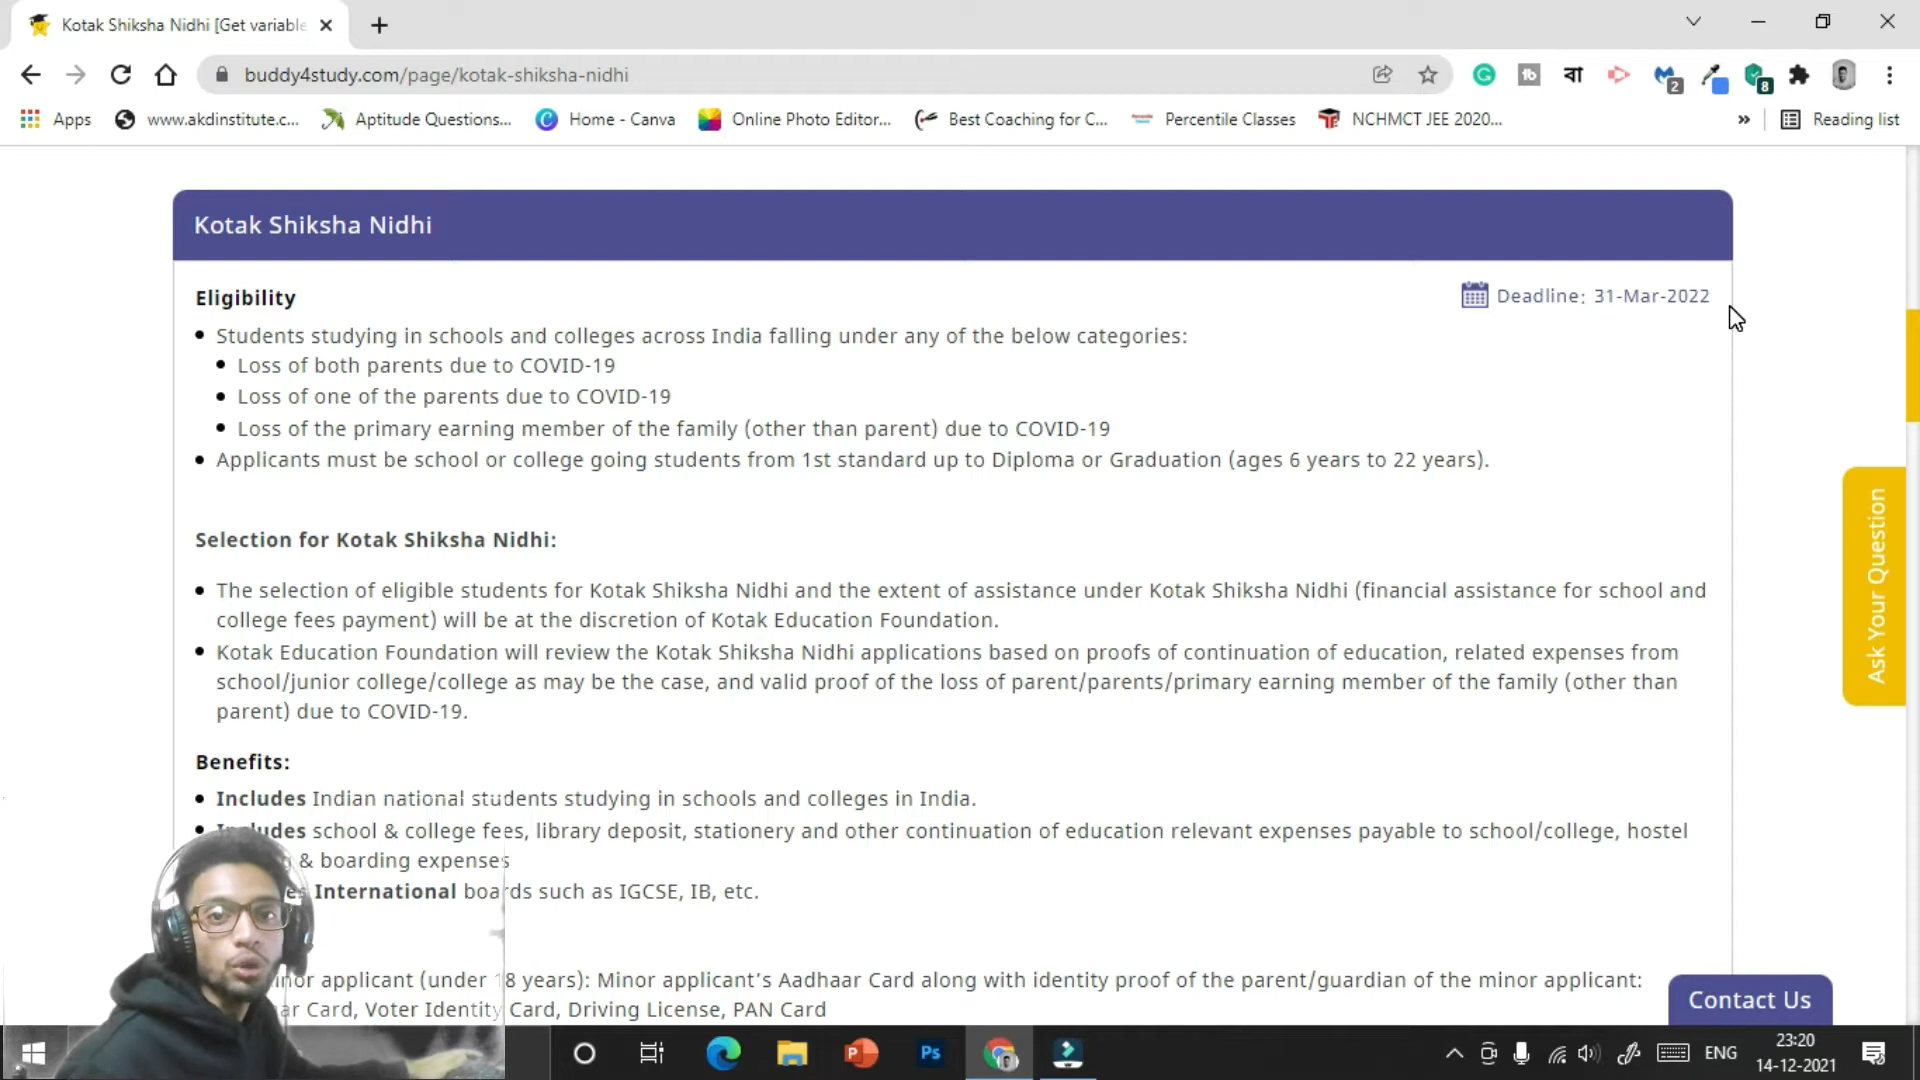 Kotak Shiksha Nidhi [Get variable
buddy4study.com/page/kotak-shiksha-nidhi
বা
2
8
Apps
www.akdinstitute.c...
Aptitude Questions...
Home - Canva
Online Photo Editor...
Best Coaching for C...
Percentile Classes
NCHMCT JEE 2020...
»
Reading list
Kotak Shiksha Nidhi
Eligibility
Deadline: 31-Mar-2022
Students studying in schools and colleges across India falling under any of the below categories:
Loss of both parents due to COVID-19
Loss of one of the parents due to COVID-19
Loss of the primary earning member of the family (other than parent) due to COVID-19
Applicants must be school or college going students from 1st standard up to Diploma or Graduation (ages 6 years to 22 years).
Selection for Kotak Shiksha Nidhi:
The selection of eligible students for Kotak Shiksha Nidhi and the extent of assistance under Kotak Shiksha Nidhi (financial assistance for school and
college fees payment) will be at the discretion of Kotak Education Foundation.
Kotak Education Foundation will review the Kotak Shiksha Nidhi applications based on proofs of continuation of education, related expenses from
school/junior college/college as may be the case, and valid proof of the loss of parent/parents/primary earning member of the family (other than
parent) due to COVID-19.
Ask Your Question
Benefits:
Includes Indian national students studying in schools and colleges in India.
Includes school & college fees, library deposit, stationery and other continuation of education relevant expenses payable to school/college, hostel
& boarding expenses
International boards such as IGCSE, IB, etc.
applicant (under 18 years): Minor applicant's Aadhaar Card along with identity proof of the parent/guardian of the minor applicant:
Card, Voter Identity Card, Driving License, PAN Card
Contact Us
Ps
ENG
23:20
14-12-2021